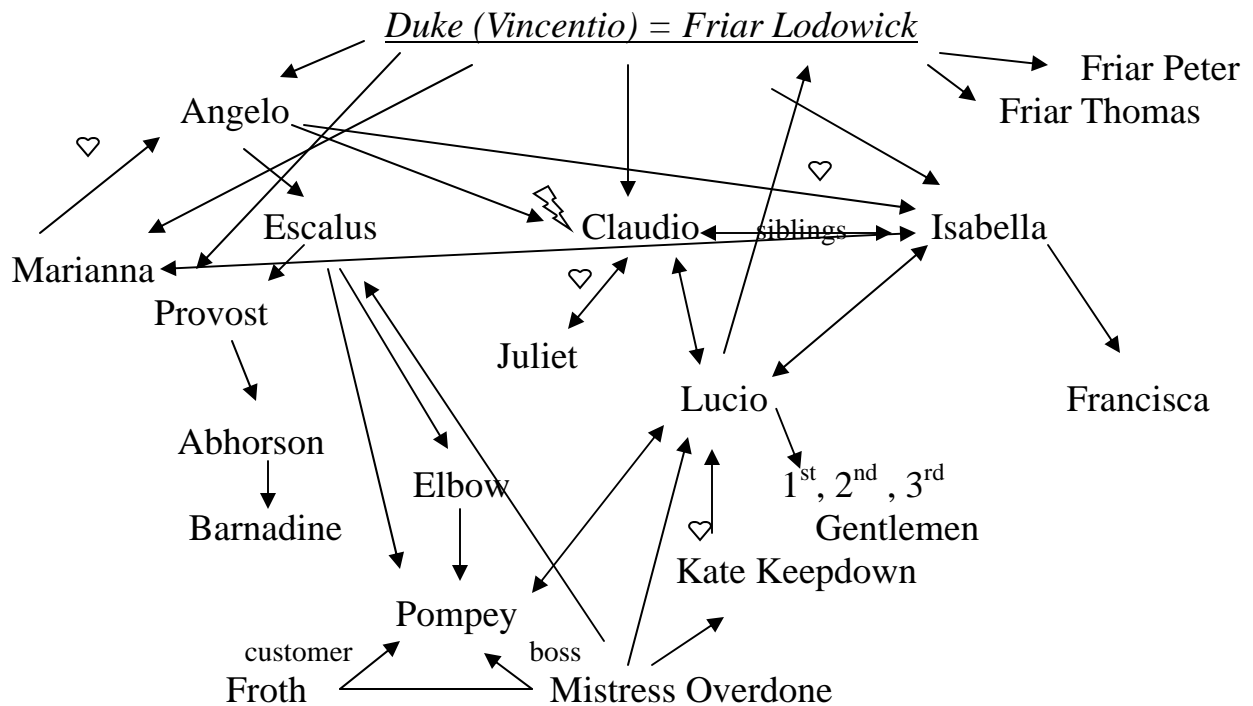 Duke (Vincentio) = Friar Lodowick
Friar Peter
Angelo
Friar Thomas
Escalus
Claudio
siblings
Isabella
Marianna
Provost
Juliet
Lucio
Francisca
Abhorson
Elbow
1st, 2nd , 3rd
Gentlemen
Barnadine
Kate Keepdown
Pompey
customer
boss
Froth
Mistress Overdone